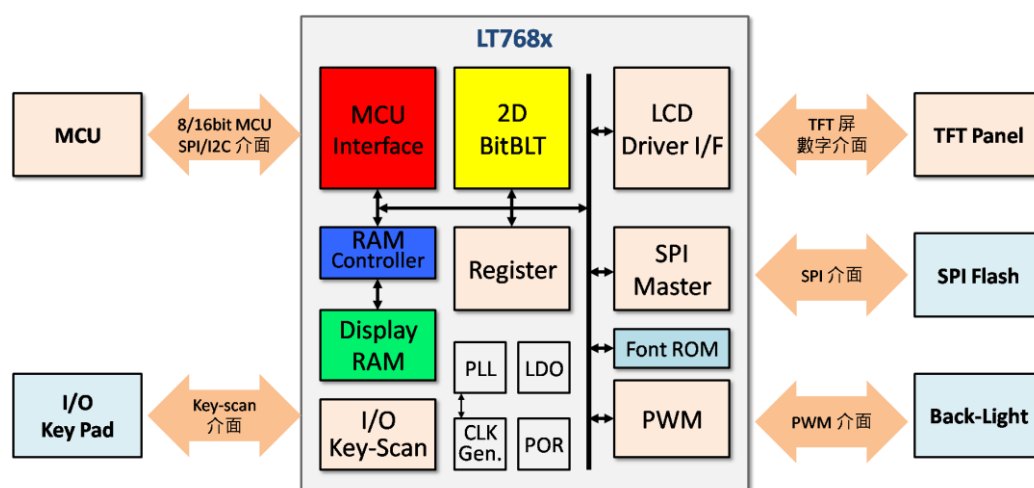 LT768x
MCU
8/16bit MCU
SPI/I2C 介面
MCU
Interface
2D
BitBLT
LCD
Driver I/F
TFT 屏
數字介面
TFT Panel
RAM
Controller
Register
SPI
Master
SPI 介面
SPI Flash
Display
RAM
PLL
LDO
Font ROM
I/O
Key Pad
Key-scan
介面
I/O
Key-Scan
CLK
Gen.
POR
PWM
PWM 介面
Back-Light